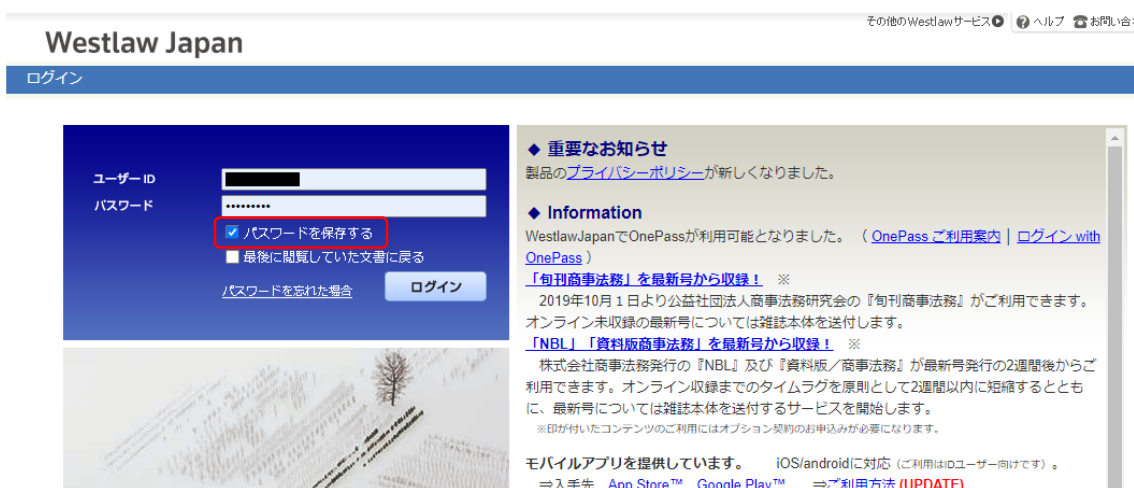 その他のWestlawサービス ヘルプ お問い合
Westlaw Japan
ログイン
ユーザー ID
パスワード
•••••••••
パスワードを保存する
最後に閲覧していた文書に戻る
パスワードを忘れた場合 ログイン
◆ 重要なお知らせ
製品のプライバシーポリシーが新しくなりました。
◆ Information
WestlawJapanでOnePassが利用可能となりました。 ( OnePass ご利用案内 | ログイン with
OnePass )
「旬刊商事法務」を最新号から収録！ ※
2019年10月１日より公益社団法人商事法務研究会の『旬刊商事法務』がご利用できます。
オンライン未収録の最新号については雑誌本体を送付します。
「NBL」「資料版商事法務」を最新号から収録！ ※
株式会社商事法務発行の『NBL』及び『資料版／商事法務』が最新号発行の2週間後からご
利用できます。オンライン収録までのタイムラグを原則として2週間以内に短縮するととも
に、最新号については雑誌本体を送付するサービスを開始します。
※印が付いたコンテンツのご利用にはオプション契約のお申込みが必要になります。
モバイルアプリを提供しています。 iOS/androidに対応（ご利用はIDユーザー向けです）。
⇒入手先 App Store™ Google Play™ ⇒ご利用方法 (UPDATE)